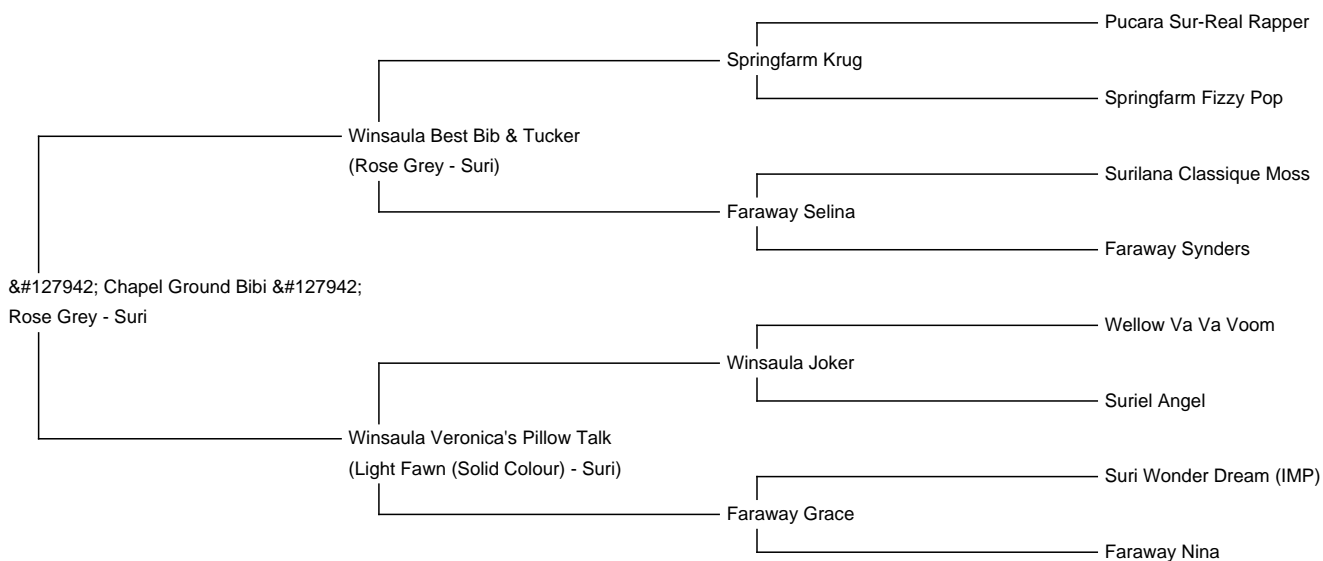 Pucara Sur-Real Rapper
Springfarm Krug
Springfarm Fizzy Pop
Winsaula Best Bib & Tucker
(Rose Grey - Suri)
Surilana Classique Moss
Faraway Selina
Faraway Synders
&#127942; Chapel Ground Bibi &#127942;
Rose Grey - Suri
Wellow Va Va Voom
Winsaula Joker
Suriel Angel
Winsaula Veronica's Pillow Talk
(Light Fawn (Solid Colour) - Suri)
Suri Wonder Dream (IMP)
Faraway Grace
Faraway Nina